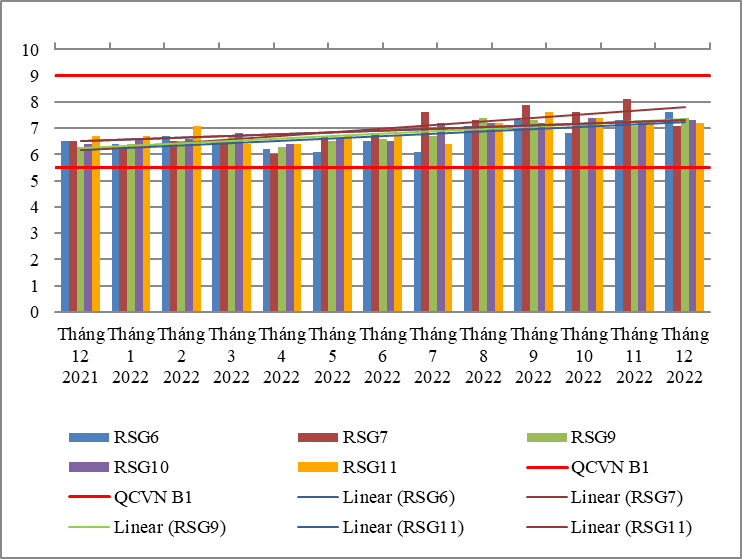 10
9
8
7
6
5
4
3
2
1
0
Tháng Tháng Tháng Tháng Tháng Tháng Tháng Tháng Tháng Tháng Tháng Tháng Tháng
12 1 2 3 4 5 6 7 8 9 10 11 12
2021 2022 2022 2022 2022 2022 2022 2022 2022 2022 2022 2022 2022
RSG6 RSG7 RSG9
RSG10 RSG11 QCVN B1
QCVN B1 Linear (RSG6) Linear (RSG7)
Linear (RSG9) Linear (RSG11) Linear (RSG11)